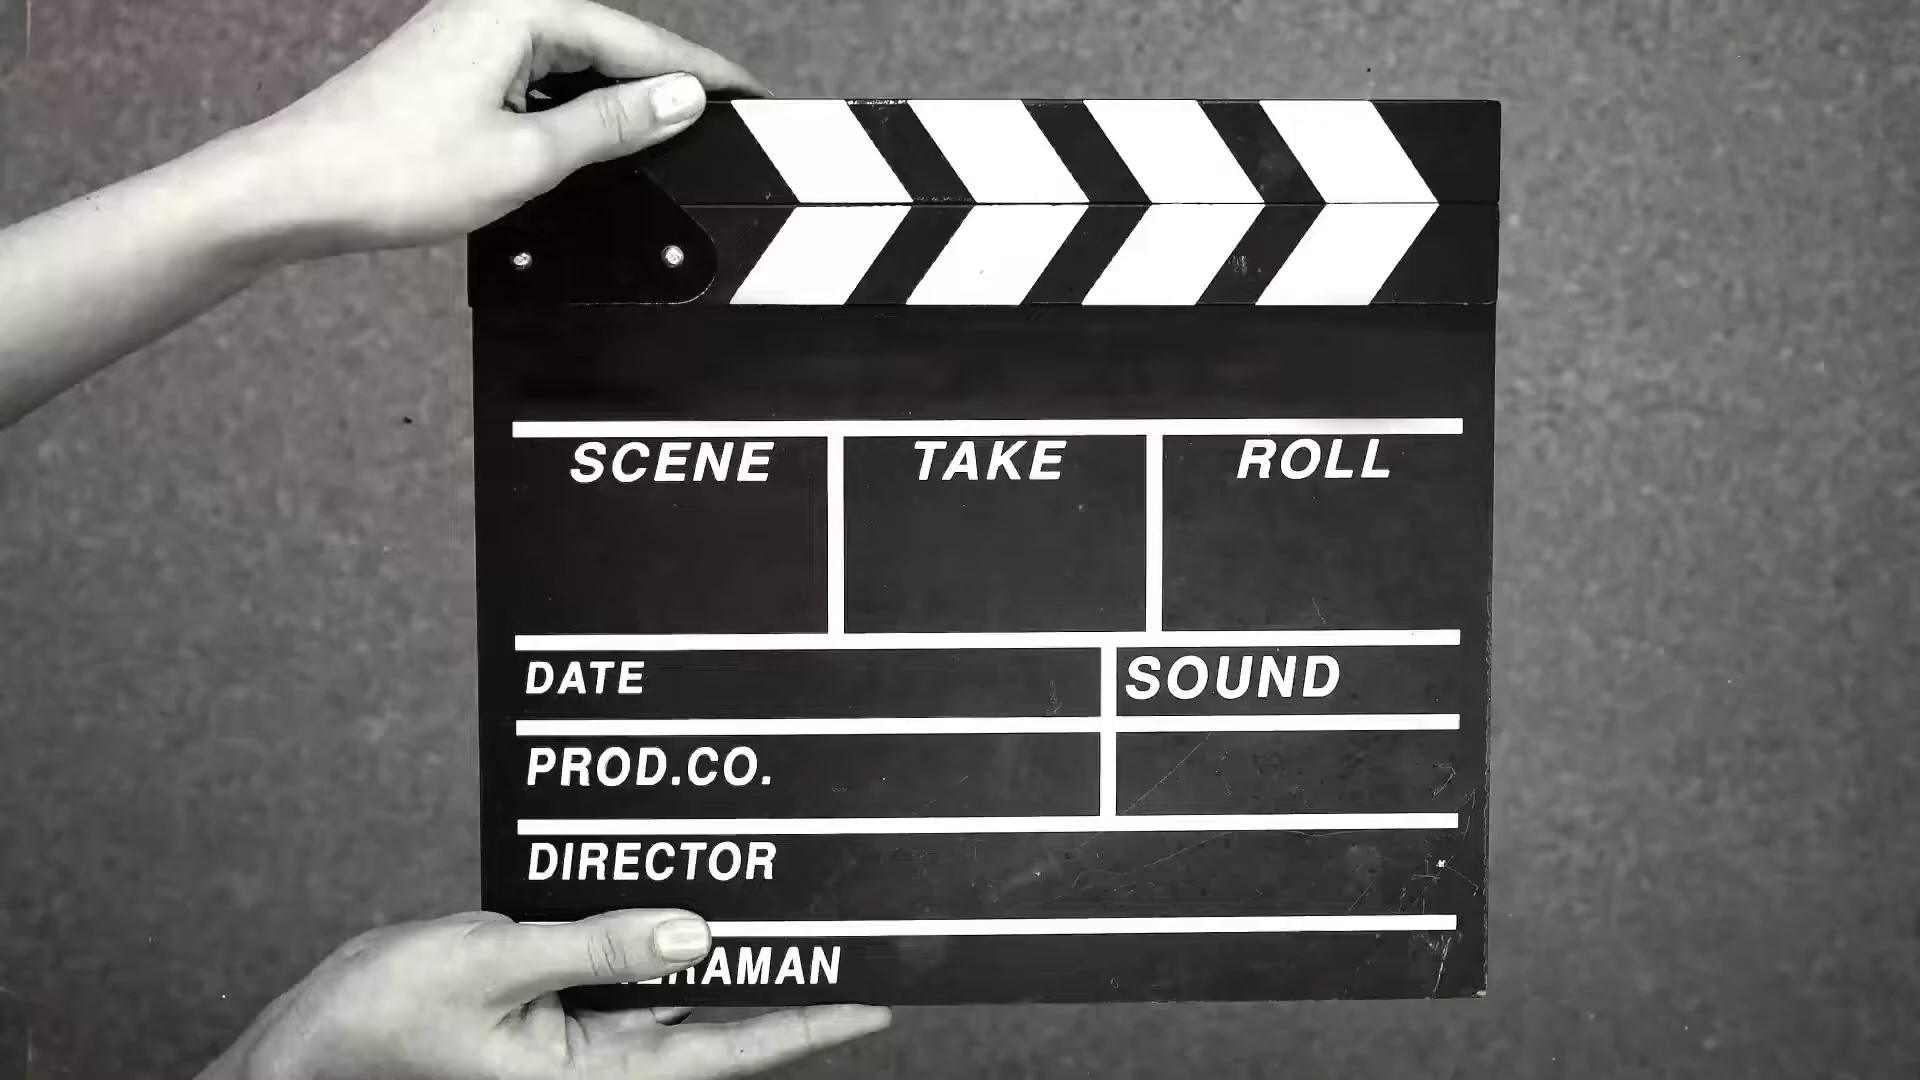 SCENE TAKE ROLL
DATE SOUND
PROD.CO.
DIRECTOR